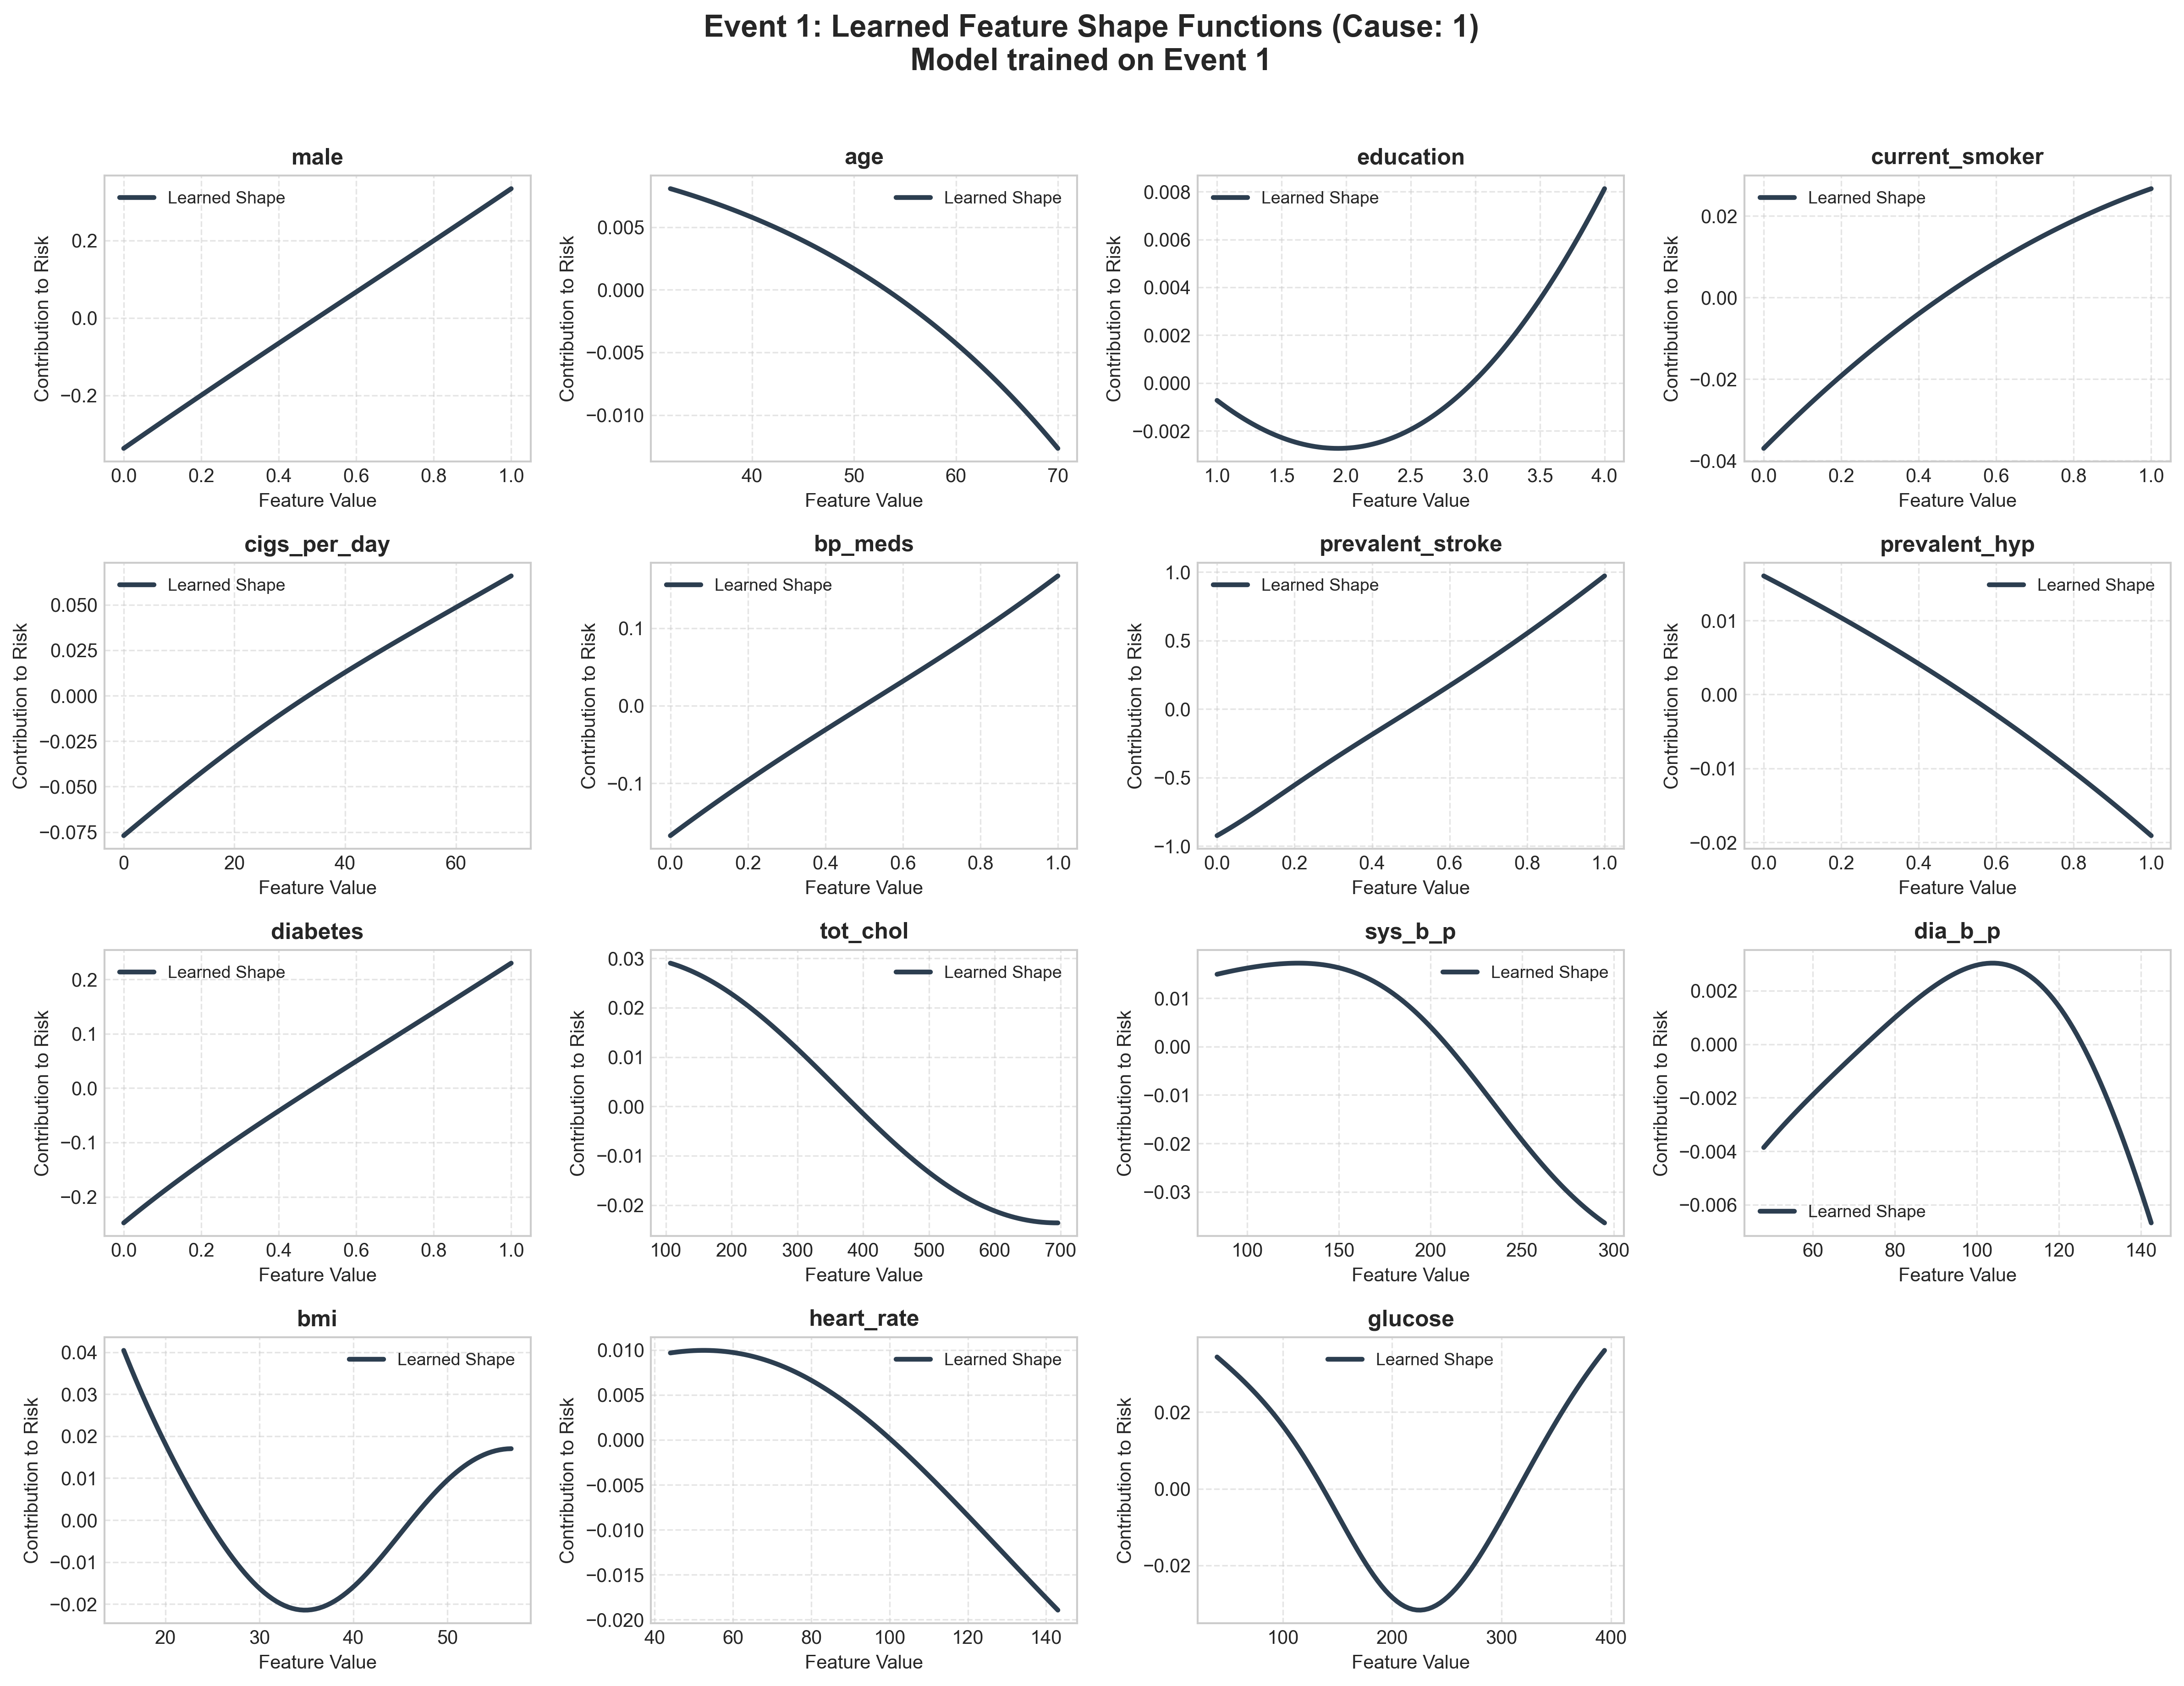 Event 1: Learned Feature Shape Functions (Cause: 1)
Model trained on Event 1
male
Learned Shape
Contribution to Risk
0.2
0.0
−0.2
0.0 0.2 0.4 0.6 0.8 1.0
Feature Value
age
Learned Shape
Contribution to Risk
0.005
0.000
−0.005
−0.010
40 50 60 70
Feature Value
education
Learned Shape
Contribution to Risk
0.008
0.006
0.004
0.002
0.000
−0.002
1.0 1.5 2.0 2.5 3.0 3.5 4.0
Feature Value
current_smoker
Learned Shape
Contribution to Risk
0.02
0.00
−0.02
−0.04
0.0 0.2 0.4 0.6 0.8 1.0
Feature Value
cigs_per_day
Learned Shape
Contribution to Risk
0.050
0.025
0.000
−0.025
−0.050
−0.075
0 20 40 60
Feature Value
bp_meds
Learned Shape
Contribution to Risk
0.1
0.0
−0.1
0.0 0.2 0.4 0.6 0.8 1.0
Feature Value
prevalent_stroke
Learned Shape
Contribution to Risk
1.0
0.5
0.0
−0.5
−1.0
0.0 0.2 0.4 0.6 0.8 1.0
Feature Value
prevalent_hyp
Learned Shape
Contribution to Risk
0.01
0.00
−0.01
−0.02
0.0 0.2 0.4 0.6 0.8 1.0
Feature Value
diabetes
Learned Shape
Contribution to Risk
0.2
0.1
0.0
−0.1
−0.2
0.0 0.2 0.4 0.6 0.8 1.0
Feature Value
tot_chol
Learned Shape
Contribution to Risk
0.03
0.02
0.01
0.00
−0.01
−0.02
100 200 300 400 500 600 700
Feature Value
sys_b_p
Learned Shape
Contribution to Risk
0.01
0.00
−0.01
−0.02
−0.03
100 150 200 250 300
Feature Value
dia_b_p
Learned Shape
Contribution to Risk
0.002
0.000
−0.002
−0.004
−0.006
60 80 100 120 140
Feature Value
bmi
Learned Shape
Contribution to Risk
0.04
0.03
0.02
0.01
0.00
−0.01
−0.02
20 30 40 50
Feature Value
heart_rate
Learned Shape
Contribution to Risk
0.010
0.005
0.000
−0.005
−0.010
−0.015
−0.020
40 60 80 100 120 140
Feature Value
glucose
Learned Shape
Contribution to Risk
0.02
0.00
−0.02
100 200 300 400
Feature Value